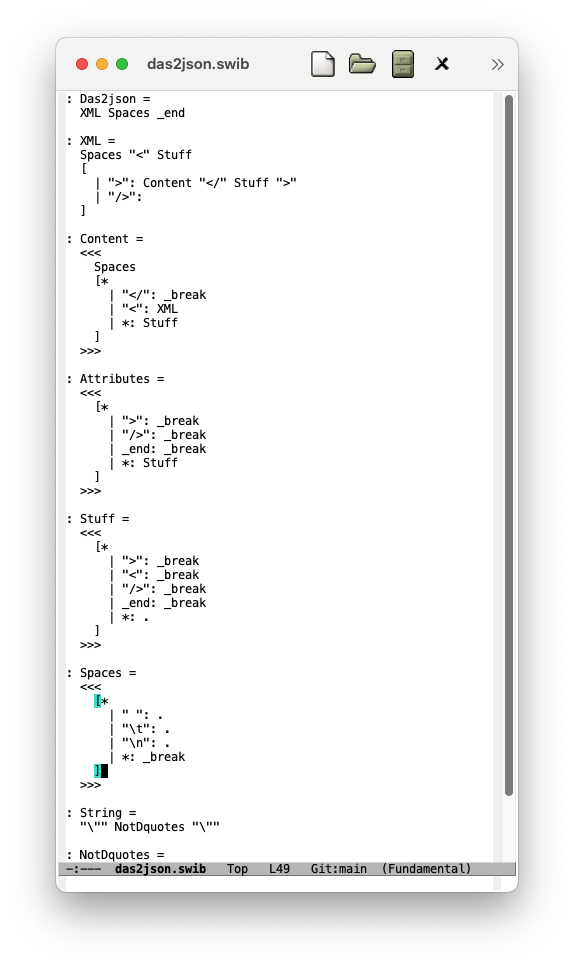 das2json.swib
: Das2json =
  XML Spaces _end

: XML =
  Spaces "<" Stuff
  [
    | ">": Content "</" Stuff ">"
    | "/>":
  ]

: Content =
  <<<
    Spaces
    [*
      | "</": _break
      | "<": XML
      | *: Stuff
    ]
  >>>

: Attributes =
  <<<
    [*
      | ">": _break
      | "/>": _break
      | _end: _break
      | *: Stuff
    ]
  >>>

: Stuff =
  <<<
    [*
      | ">": _break
      | "<": _break
      | "/>": _break
      | _end: _break
      | *: .
    ]
  >>>

: Spaces =
  <<<
    [*
      | " ": .
      | "\t": .
      | "\n": .
      | *: _break
    ]
  >>>

: String =
  "\"" NotDquotes "\""

: NotDquotes =
-:---  das2json.swib   Top   L49   Git:main  (Fundamental)